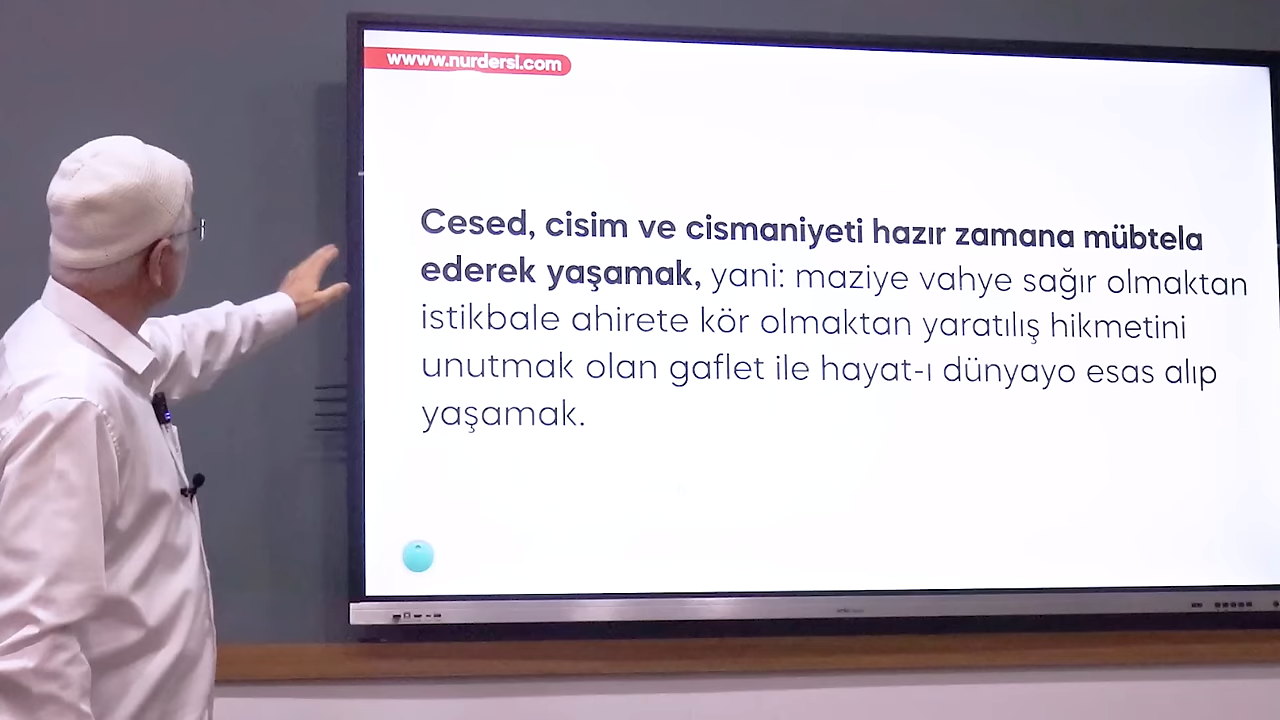 wwww.nurdersi.com
Cesed, cisim ve cismaniyeti hazır zamana mübtela
ederek yaşamak, yani: maziye vahye sağır olmaktan
istikbale ahirete kör olmaktan yaratılış hikmetini
unutmak olan gaflet ile hayat-ı dünyayo esas alıp
yaşamak.